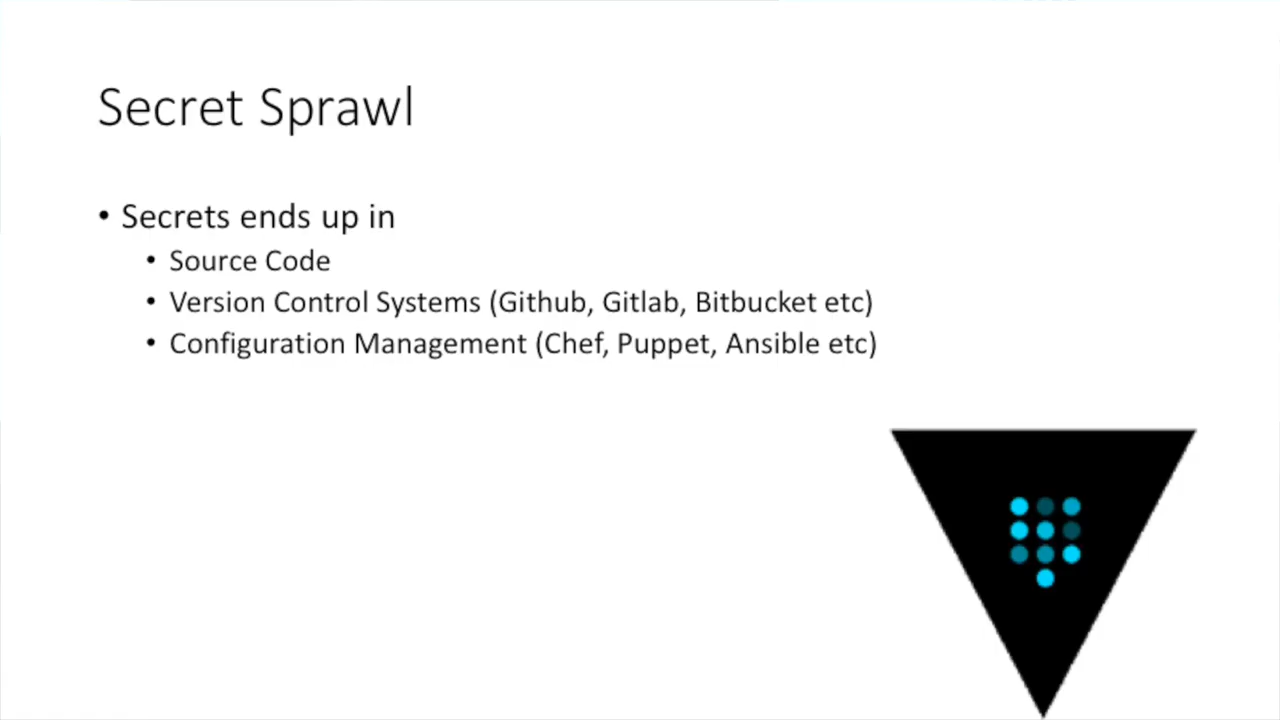 Secret Sprawl
• Secrets ends up in
• Source Code
• Version Control Systems (Github, Gitlab, Bitbucket etc)
• Configuration Management (Chef, Puppet, Ansible etc)